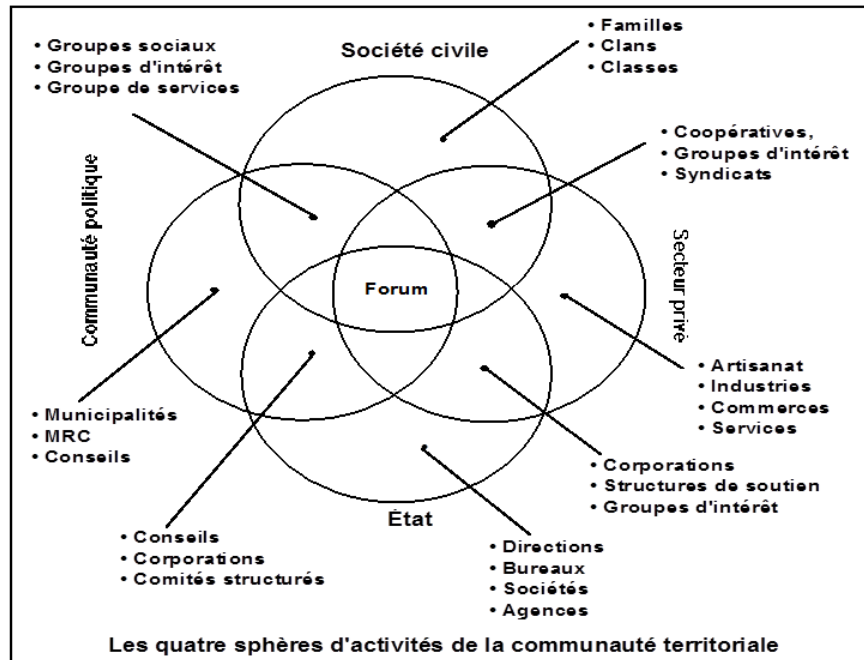 • Groupes sociaux
• Groupes d'intérêt
• Groupe de services
Société civile
• Familles
• Clans
• Classes
• Coopératives,
• Groupes d'intérêt
• Syndicats
Communauté politique
Forum
Secteur privé
• Artisanat
• Industries
• Commerces
• Services
• Municipalités
• MRC
• Conseils
• Corporations
• Structures de soutien
• Groupes d'intérêt
État
• Conseils
• Corporations
• Comités structurés
• Directions
• Bureaux
• Sociétés
• Agences
Les quatre sphères d'activités de la communauté territoriale